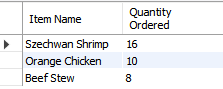 Item Name Quantity
Ordered
Szechwan Shrimp 16
Orange Chicken 10
Beef Stew 8